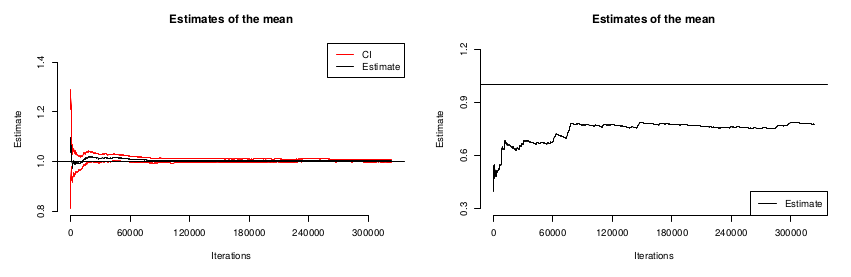 Estimates of the mean
CI
Estimate
Estimate
1.4
1.2
1.0
0.8
0
60000
120000
180000
240000
300000
Iterations
Estimates of the mean
Estimate
1.2
0.9
0.6
0.3
Estimate
0
60000
120000
180000
240000
300000
Iterations